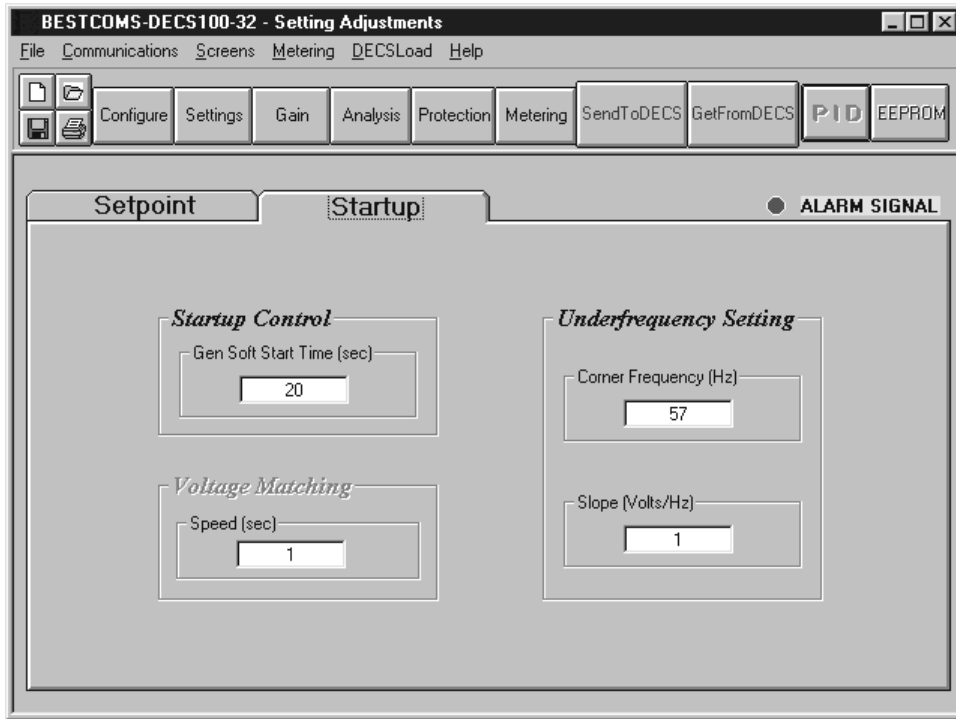 BESTCOMS-DECS100-32 - Setting Adjustments
File Communications Screens Metering DECSLoad Help
Configure Settings Gain Analysis Protection Metering SendToDECS GetFromDECS PID EEPROM
Setpoint Startup ALARM SIGNAL
Startup Control
Gen Soft Start Time (sec)
20
Voltage Matching
Speed (sec)
1
Underfrequency Setting
Corner Frequency (Hz)
57
Slope (Volts/Hz)
1